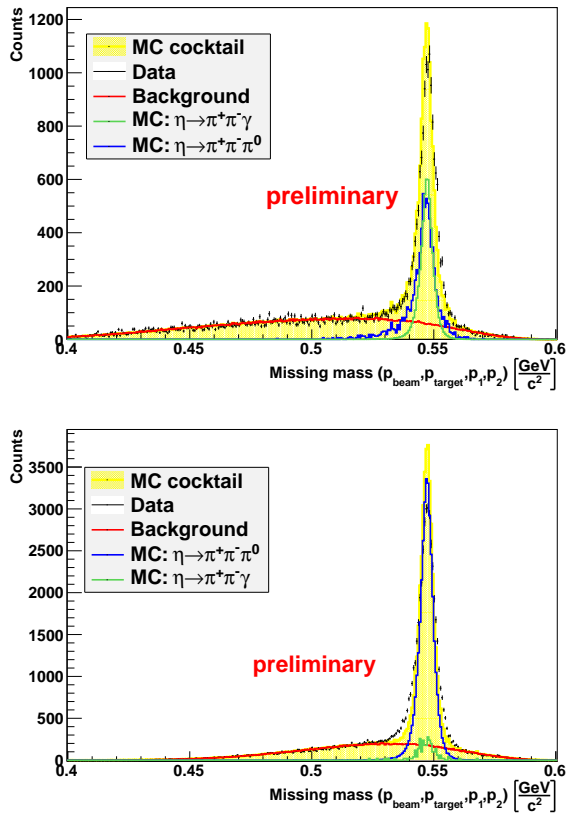 Counts
1200
1000
800
600
400
200
0
MC cocktail
Data
Background
MC: η→π⁺π⁻γ
MC: η→π⁺π⁻π⁰
preliminary
0.4 0.45 0.5 0.55 0.6
Missing mass (p_beam,p_target,p_1,p_2) [GeV/c²]
Counts
3500
3000
2500
2000
1500
1000
500
0
MC cocktail
Data
Background
MC: η→π⁺π⁻π⁰
MC: η→π⁺π⁻γ
preliminary
0.4 0.45 0.5 0.55 0.6
Missing mass (p_beam,p_target,p_1,p_2) [GeV/c²]